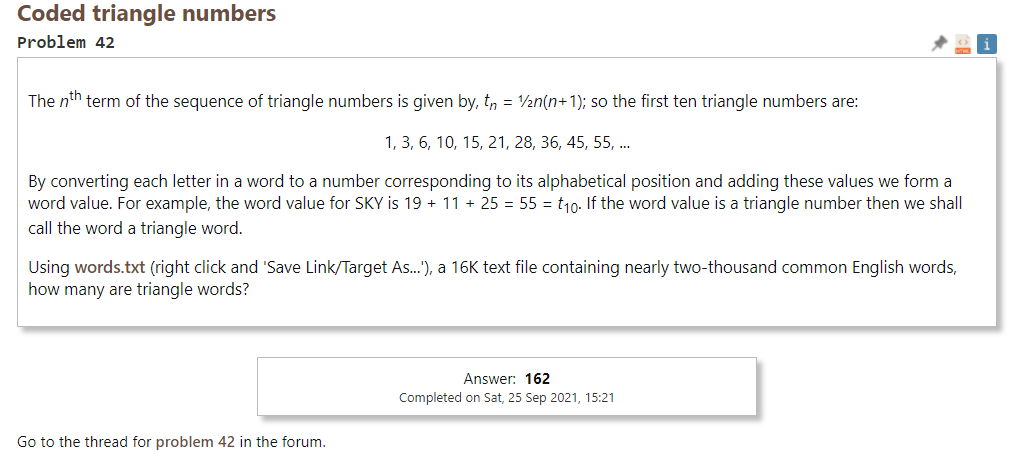 Coded triangle numbers
Problem 42
The nth term of the sequence of triangle numbers is given by, tn = ½n(n+1); so the first ten triangle numbers are:
1, 3, 6, 10, 15, 21, 28, 36, 45, 55, ...
By converting each letter in a word to a number corresponding to its alphabetical position and adding these values we form a
word value. For example, the word value for SKY is 19 + 11 + 25 = 55 = t10. If the word value is a triangle number then we shall
call the word a triangle word.
Using words.txt (right click and 'Save Link/Target As...'), a 16K text file containing nearly two-thousand common English words,
how many are triangle words?
Answer: 162
Completed on Sat, 25 Sep 2021, 15:21
Go to the thread for problem 42 in the forum.